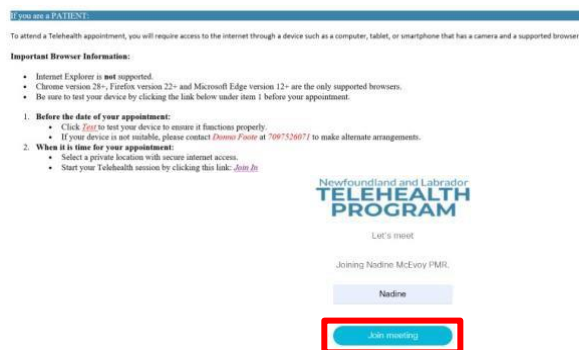 If you are a PATIENT:
To attend a Telehealth appointment, you will require access to the internet through a device such as a computer, tablet, or smartphone that has a camera and a supported browser
Important Browser Information:
• Internet Explorer is not supported.
• Chrome version 28+, Firefox version 22+ and Microsoft Edge version 12+ are the only supported browsers.
• Be sure to test your device by clicking the link below under item 1 before your appointment.
1. Before the date of your appointment:
• Click Test to test your device to ensure it functions properly.
• If your device is not suitable, please contact Donna Foote at 7097526071 to make alternate arrangements.
2. When it is time for your appointment:
• Select a private location with secure internet access.
• Start your Telehealth session by clicking this link: Join In
Newfoundland and Labrador
TELEHEALTH
PROGRAM
Let's meet
Joining Nadine McEvoy PMR.
Nadine
Join meeting